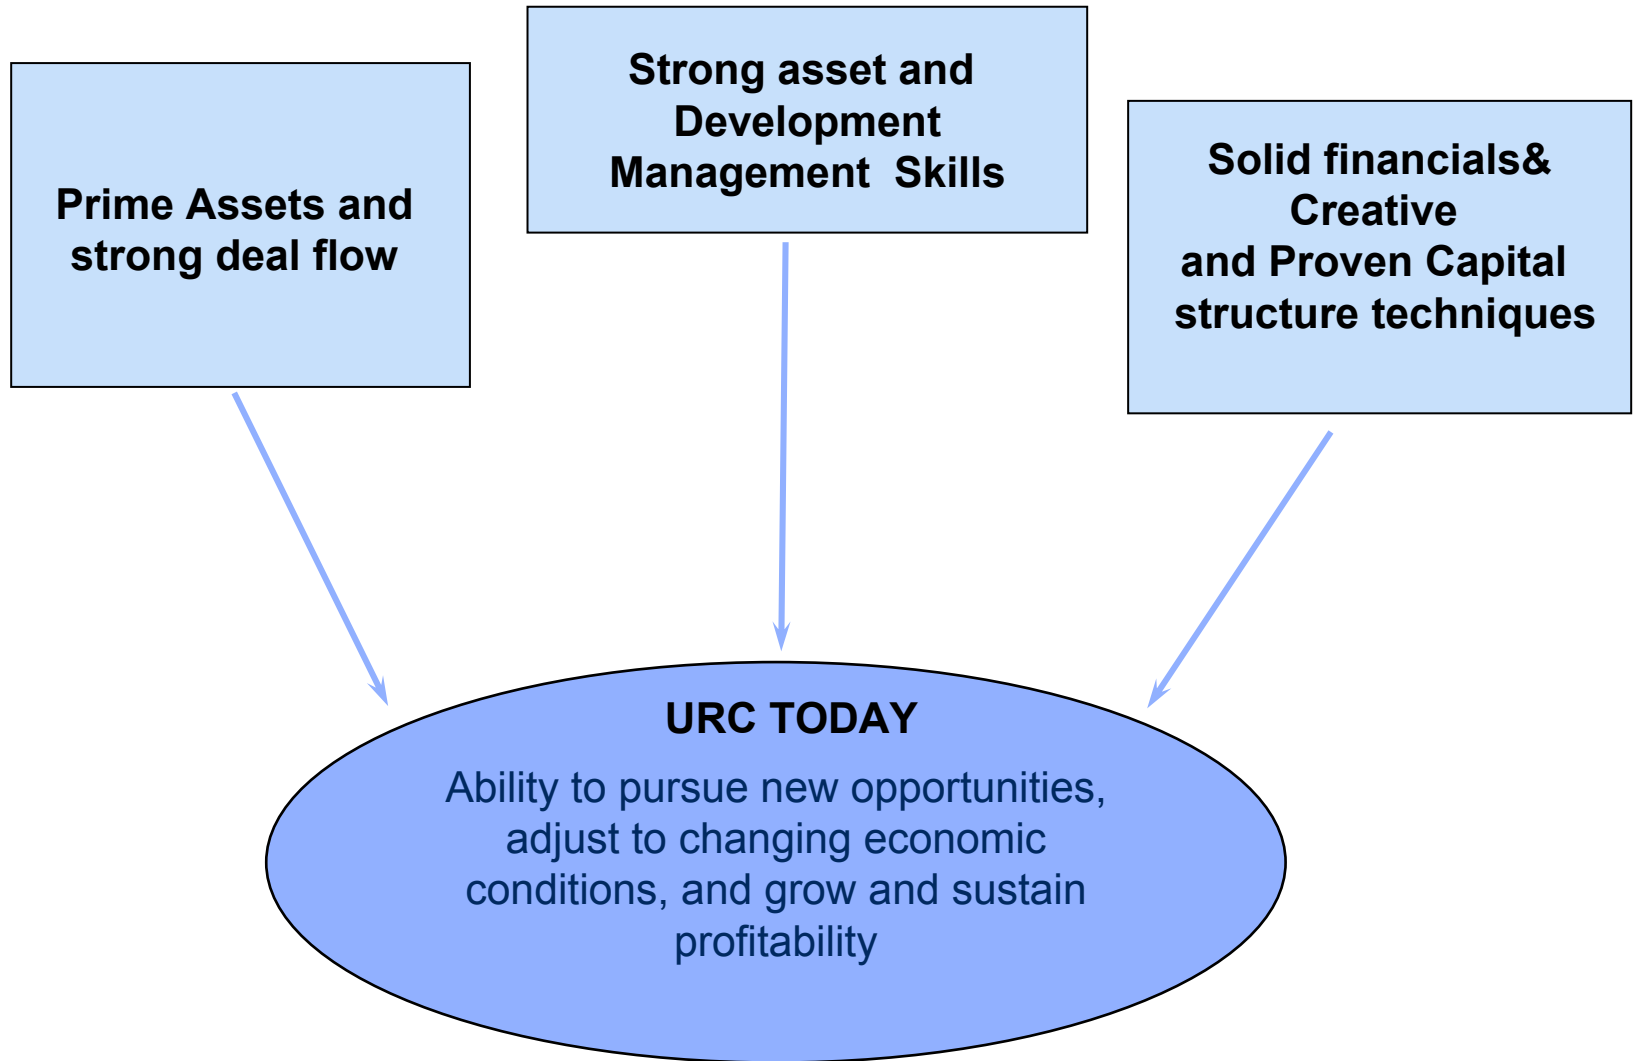 Prime Assets and
strong deal flow
Strong asset and
Development
Management  Skills
Solid financials&
Creative
and Proven Capital
structure techniques
URC TODAY
Ability to pursue new opportunities,
adjust to changing economic
conditions, and grow and sustain
profitability